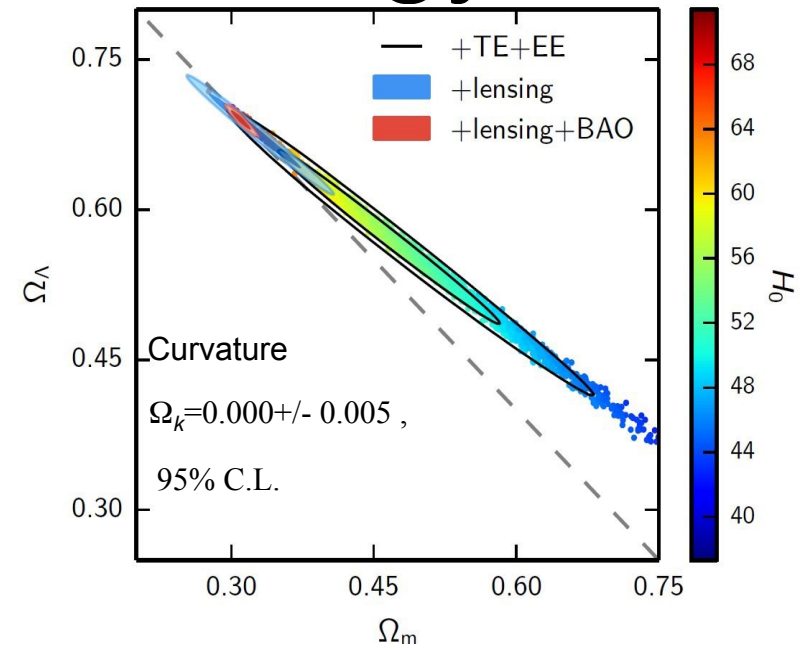 gy
+TE+EE
+lensing
+lensing+BAO
0.75
0.60
0.45
0.30
Ω_Λ
Curvature
Ω_k=0.000+/- 0.005 ,
95% C.L.
0.30 0.45 0.60 0.75
Ω_m
68
64
60
56
52
48
44
40
H_0